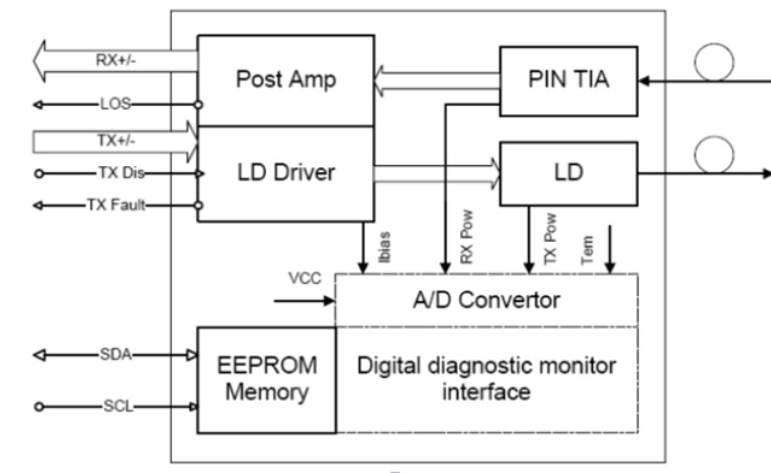 RX+/-
Post Amp
PIN TIA
LOS
TX+/-
TX Dis
LD Driver
LD
TX Fault
Ibias
RX Pow
TX Pow
Tem
VCC
A/D Convertor
SDA
EEPROM
Memory
Digital diagnostic monitor
interface
SCL